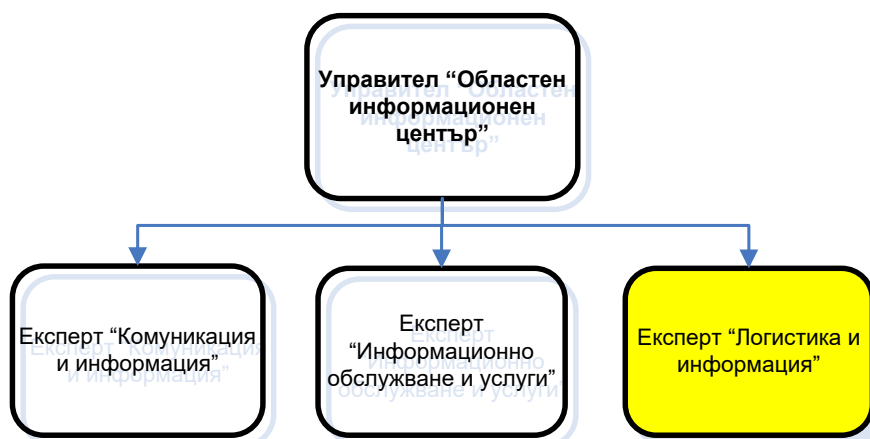 Управител “Областен
информационен
център”
Експерт “Комуникация
и информация”
Експерт
“Информационно
обслужване и услуги”
Експерт “Логистика и
информация”